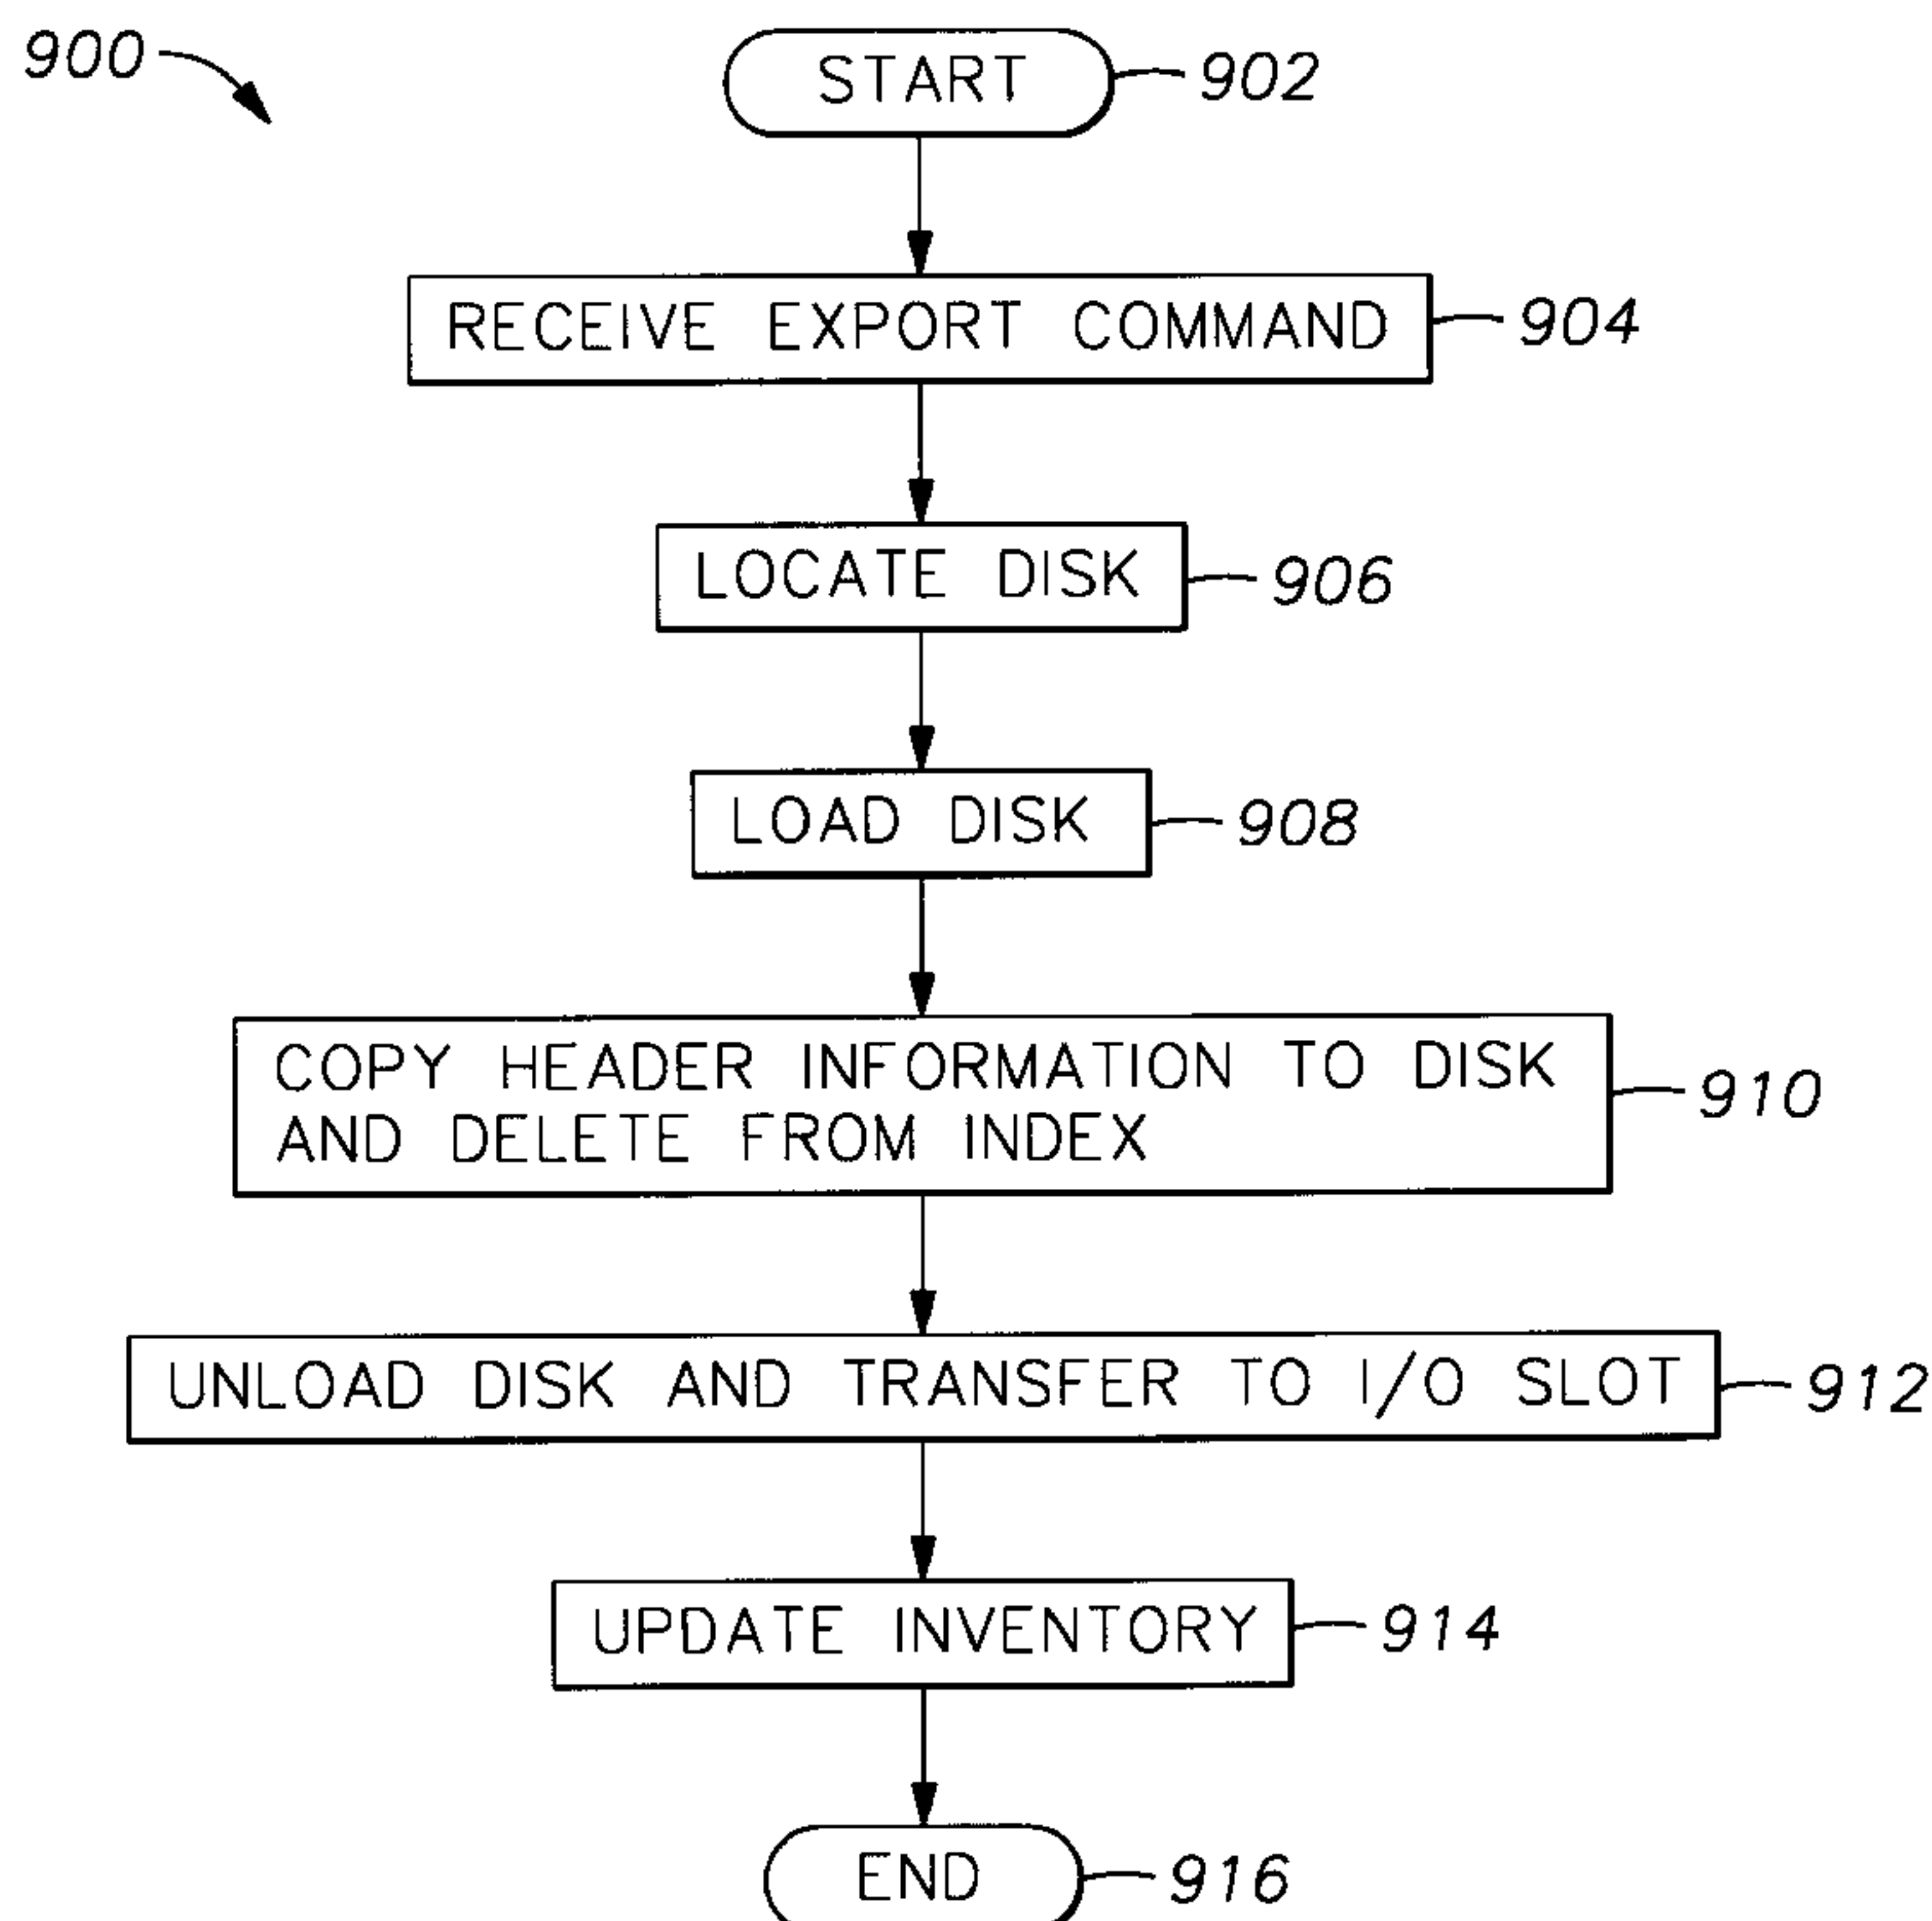 900
START 902
RECEIVE EXPORT COMMAND 904
LOCATE DISK 906
LOAD DISK 908
COPY HEADER INFORMATION TO DISK
AND DELETE FROM INDEX 910
UNLOAD DISK AND TRANSFER TO I/O SLOT 912
UPDATE INVENTORY 914
END 916